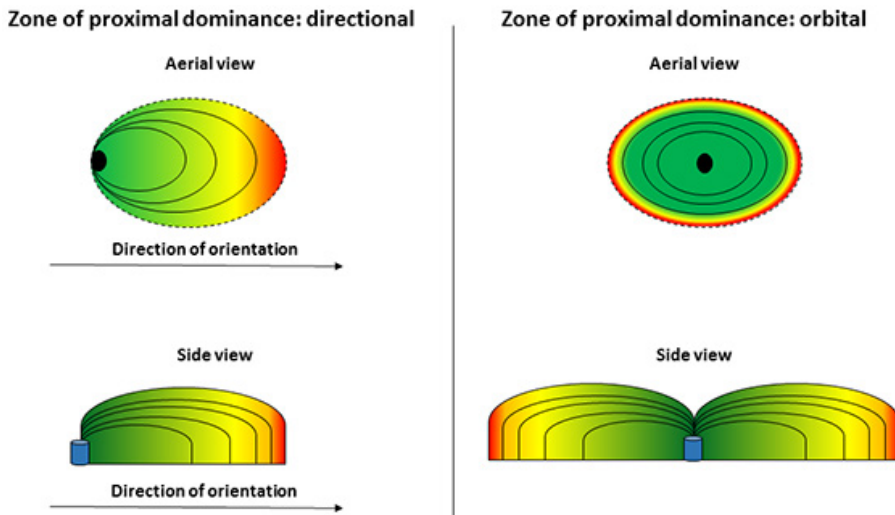 Zone of proximal dominance: directional
Aerial view
Direction of orientation
Side view
Direction of orientation
Zone of proximal dominance: orbital
Aerial view
Side view